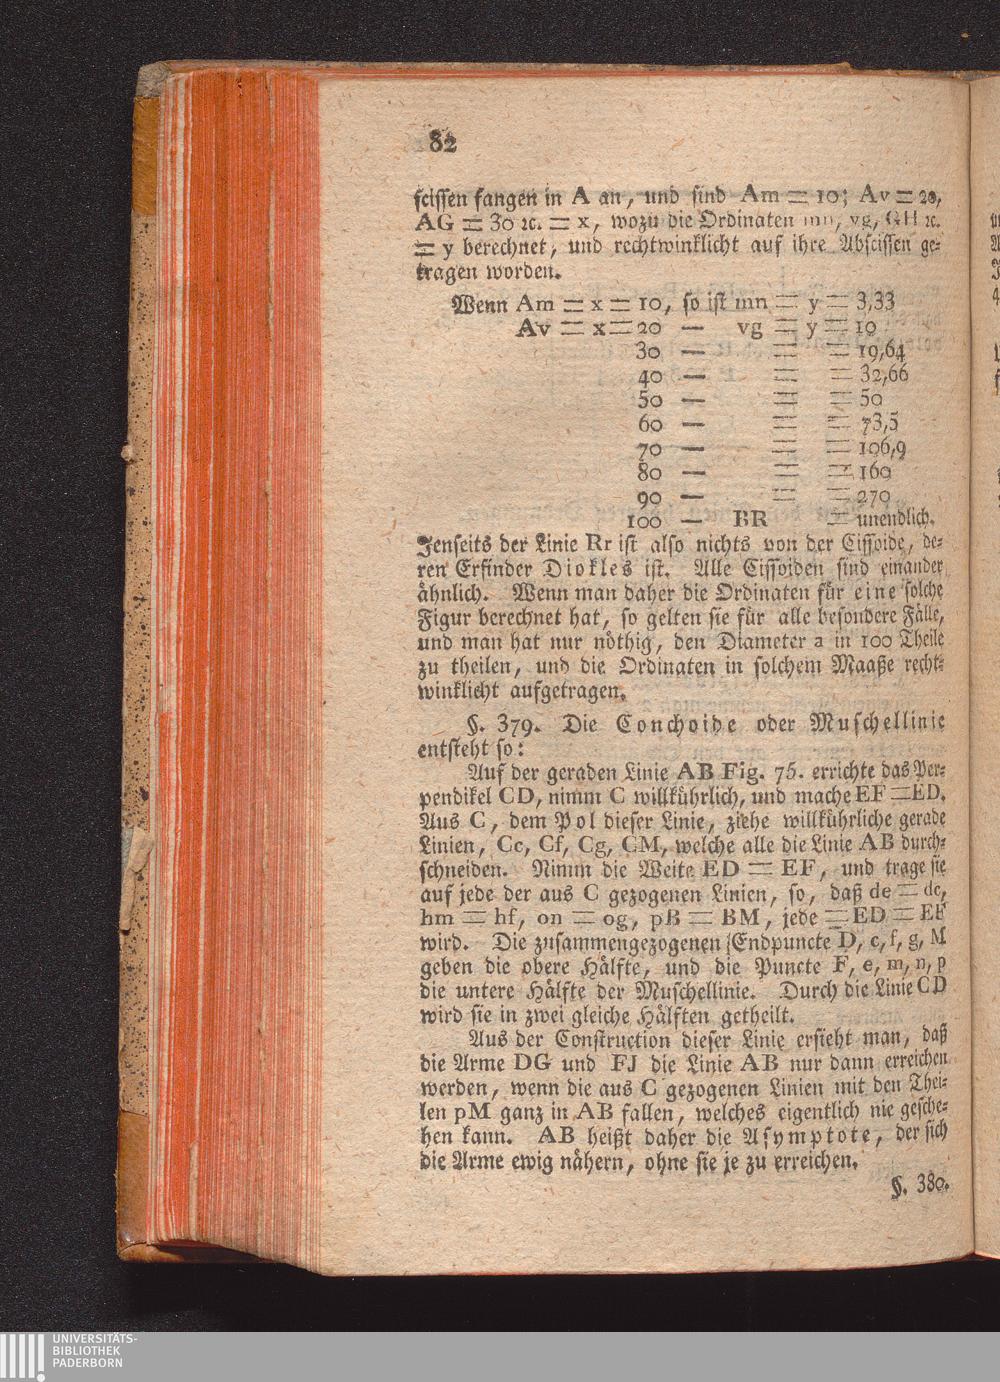 82
ſciſſen fangen in A an, und ſind Am = 10; Av = 20,
AG = 30 ꝛc. = x, wozu die Ordinaten mn, vg, GH ꝛc.
= y berechnet, und rechtwinklicht auf ihre Abſciſſen ge⸗
tragen worden.
Wenn Am = x = 10, ſo iſt mn = y = 3,33
Av = x = 20 — vg = y = 10
30 — = = 19,64
40 — = = 32,66
50 — = = 50
60 — = = 73,5
70 — = = 106,9
80 — = = 160
90 — = = 270
100 — BR = unendlich.
Jenſeits der Linie Rr iſt alſo nichts von der Ciſſoide, de⸗
ren Erfinder Diokles iſt. Alle Ciſſoiden ſind einander
ähnlich. Wenn man daher die Ordinaten für eine ſolche
Figur berechnet hat, ſo gelten ſie für alle beſondere Fälle,
und man hat nur nöthig, den Diameter a in 100 Theile
zu theilen, und die Ordinaten in ſolchem Maaße recht⸗
winklicht aufgetragen.
§. 379. Die Conchoide oder Muſchellinie
entſteht ſo:
Auf der geraden Linie AB Fig. 75. errichte das Per⸗
pendikel CD, nimm C willkührlich, und mache EF = ED.
Aus C, dem Pol dieſer Linie, ziehe willkührliche gerade
Linien, Cc, Cf, Cg, CM, welche alle die Linie AB durch⸗
ſchneiden. Nimm die Weite ED = EF, und trage ſie
auf jede der aus C gezogenen Linien, ſo, daß de = dc,
hm = hf, on = og, pB = BM, jede = ED = EF
wird. Die zuſammengezogenen Endpuncte D, c, f, g, M
geben die obere Hälfte, und die Puncte F, e, m, n, p
die untere Hälfte der Muſchellinie. Durch die Linie CD
wird ſie in zwei gleiche Hälften getheilt.
Aus der Conſtruction dieſer Linie erſieht man, daß
die Arme DG und FJ die Linie AB nur dann erreichen
werden, wenn die aus C gezogenen Linien mit den Thei⸗
len pM ganz in AB fallen, welches eigentlich nie geſche⸗
hen kann. AB heißt daher die Aſymptote, der ſich
die Arme ewig nähern, ohne ſie je zu erreichen.
§. 380.
UNIVERSITÄTS-
BIBLIOTHEK
PADERBORN